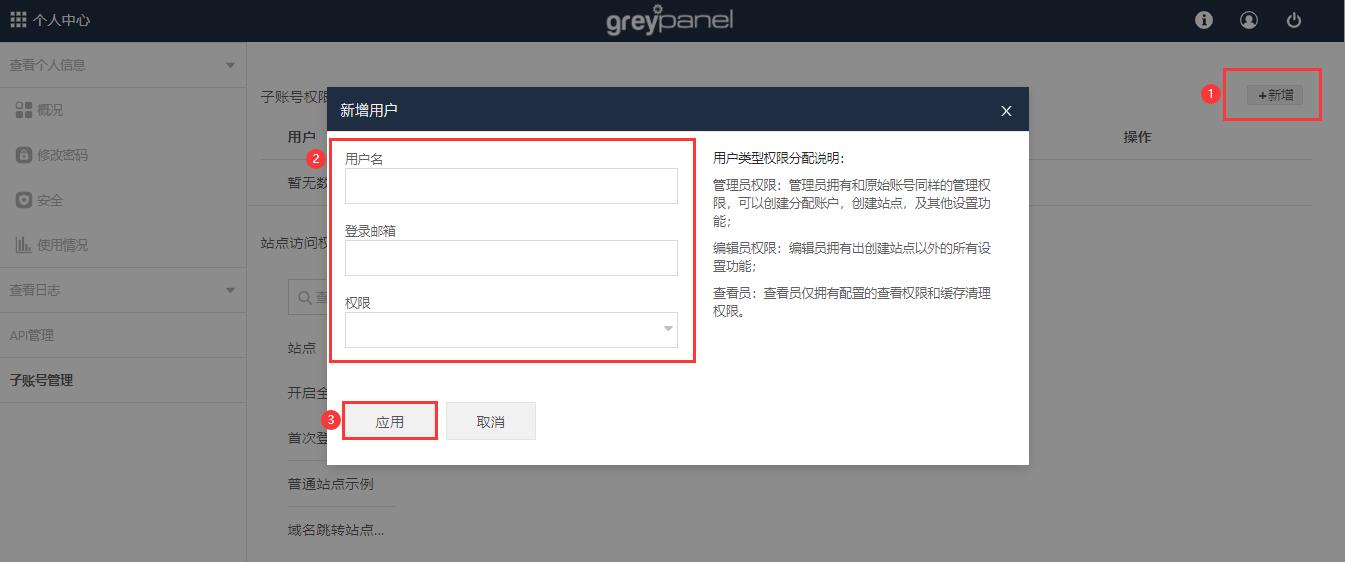 个人中心
greypanel
查看个人信息
概况
修改密码
安全
使用情况
查看日志
API管理
子账号管理
子账号权限
1
+新增
用户
操作
暂无数
站点访问权
查
站点
开启全
首次登
普通站点示例
域名跳转站点...
新增用户
X
2
用户名
登录邮箱
权限
3
应用
取消
用户类型权限分配说明:
管理员权限: 管理员拥有和原始账号同样的管理权
限, 可以创建分配账户, 创建站点, 及其他设置功
能;
编辑员权限: 编辑员拥有出创建站点以外的所有设
置功能;
查看员: 查看员仅拥有配置的查看权限和缓存清理
权限。